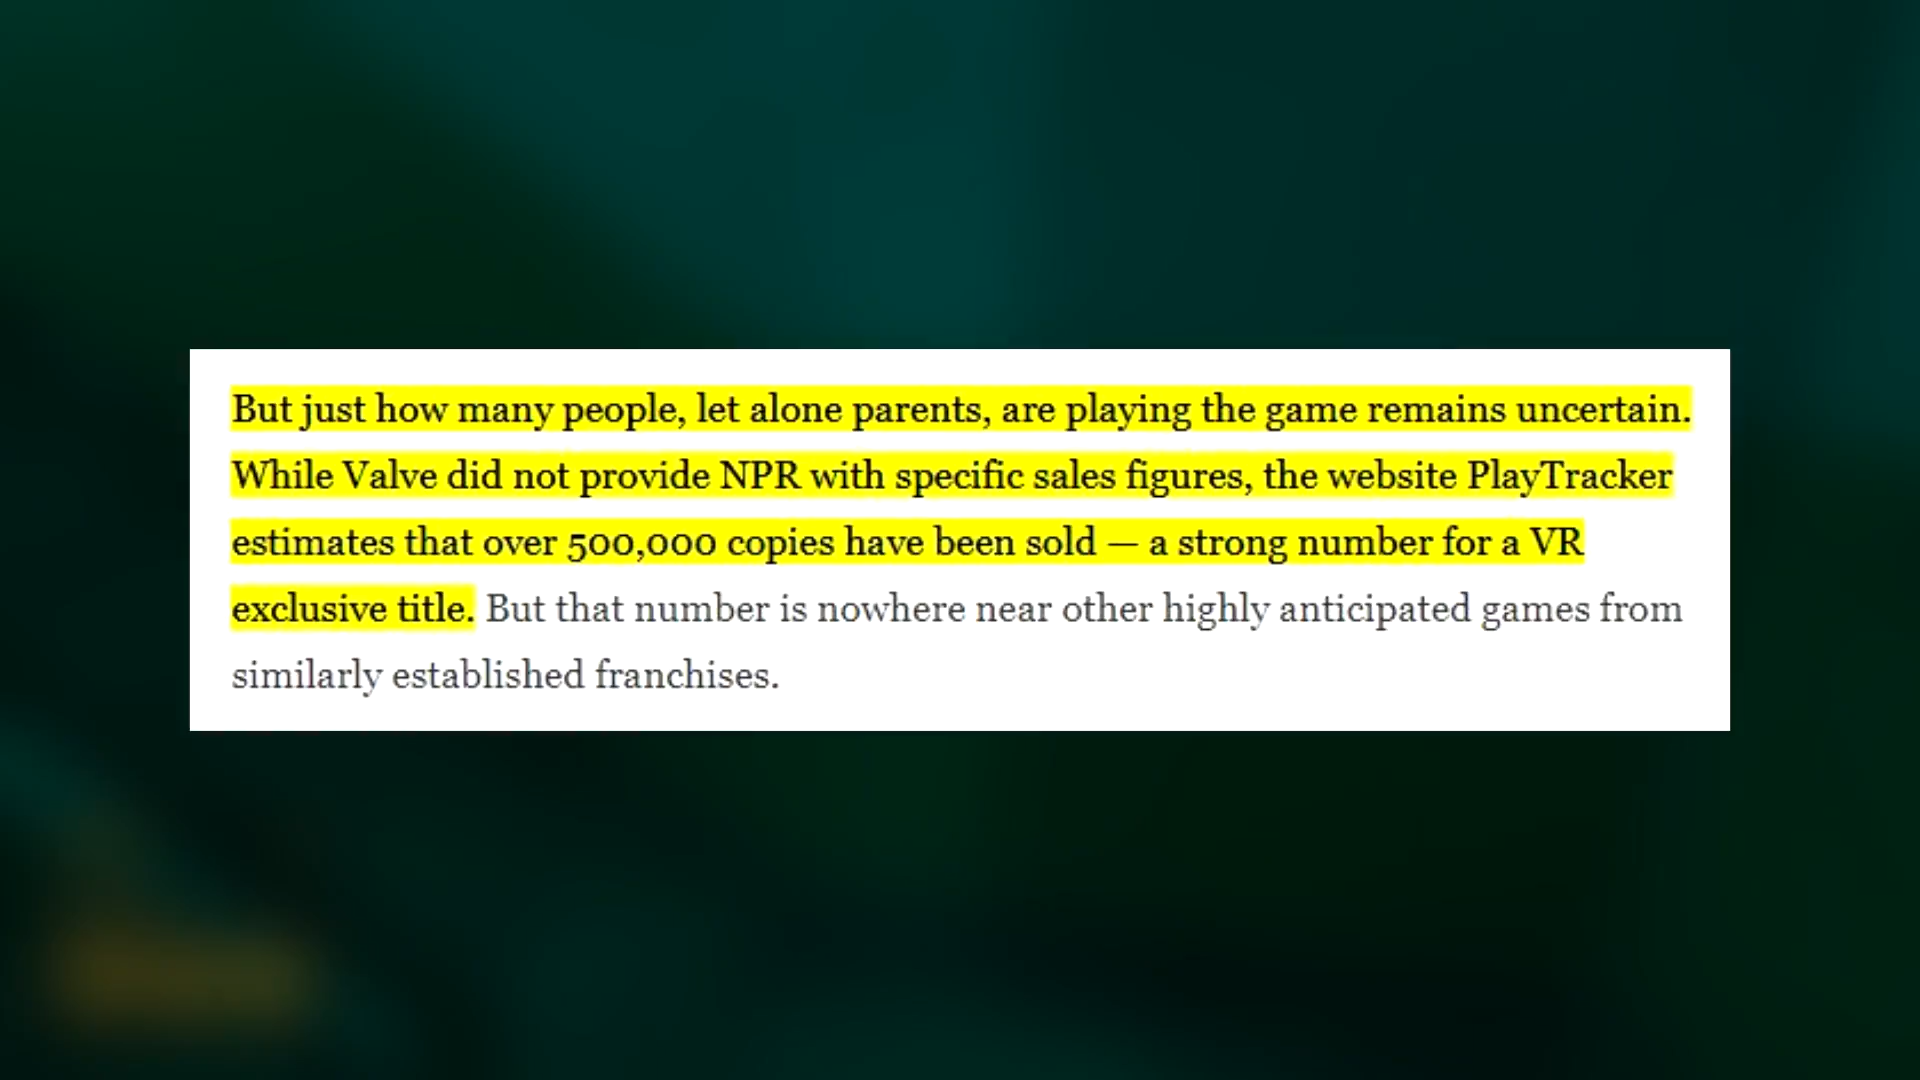 But just how many people, let alone parents, are playing the game remains uncertain.
While Valve did not provide NPR with specific sales figures, the website PlayTracker
estimates that over 500,000 copies have been sold — a strong number for a VR
exclusive title. But that number is nowhere near other highly anticipated games from
similarly established franchises.